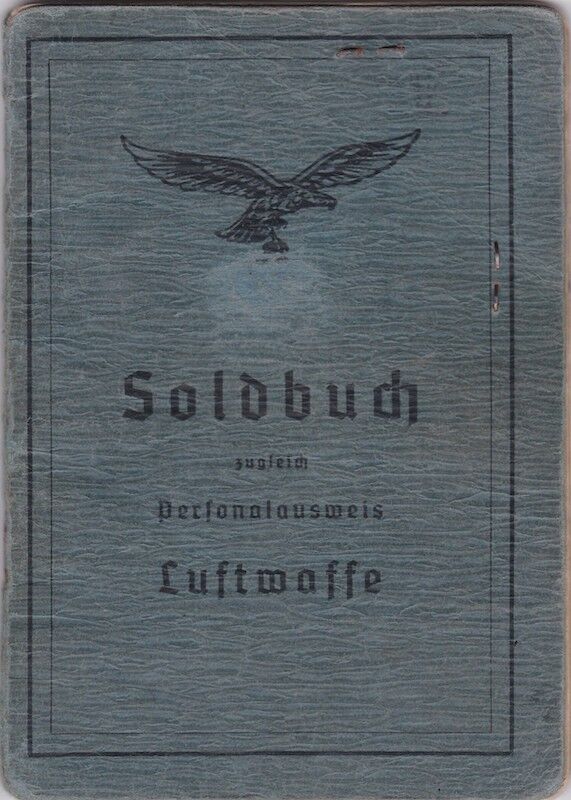 Soldbuch
zugleich
Personalausweis
Luftwaffe